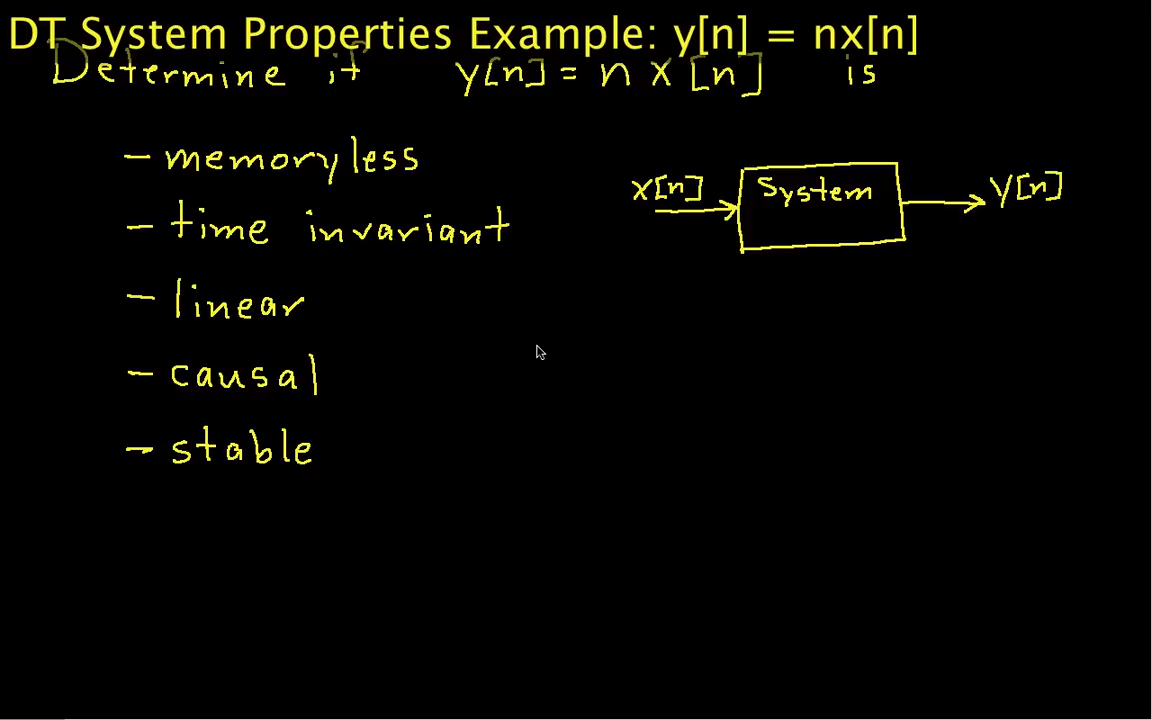 DT System Properties Example: y[n] = nx[n]
Determine if y[n] = n x [n] is
- memoryless
x[n] System y[n]
- time invariant
- linear
- causal
- stable